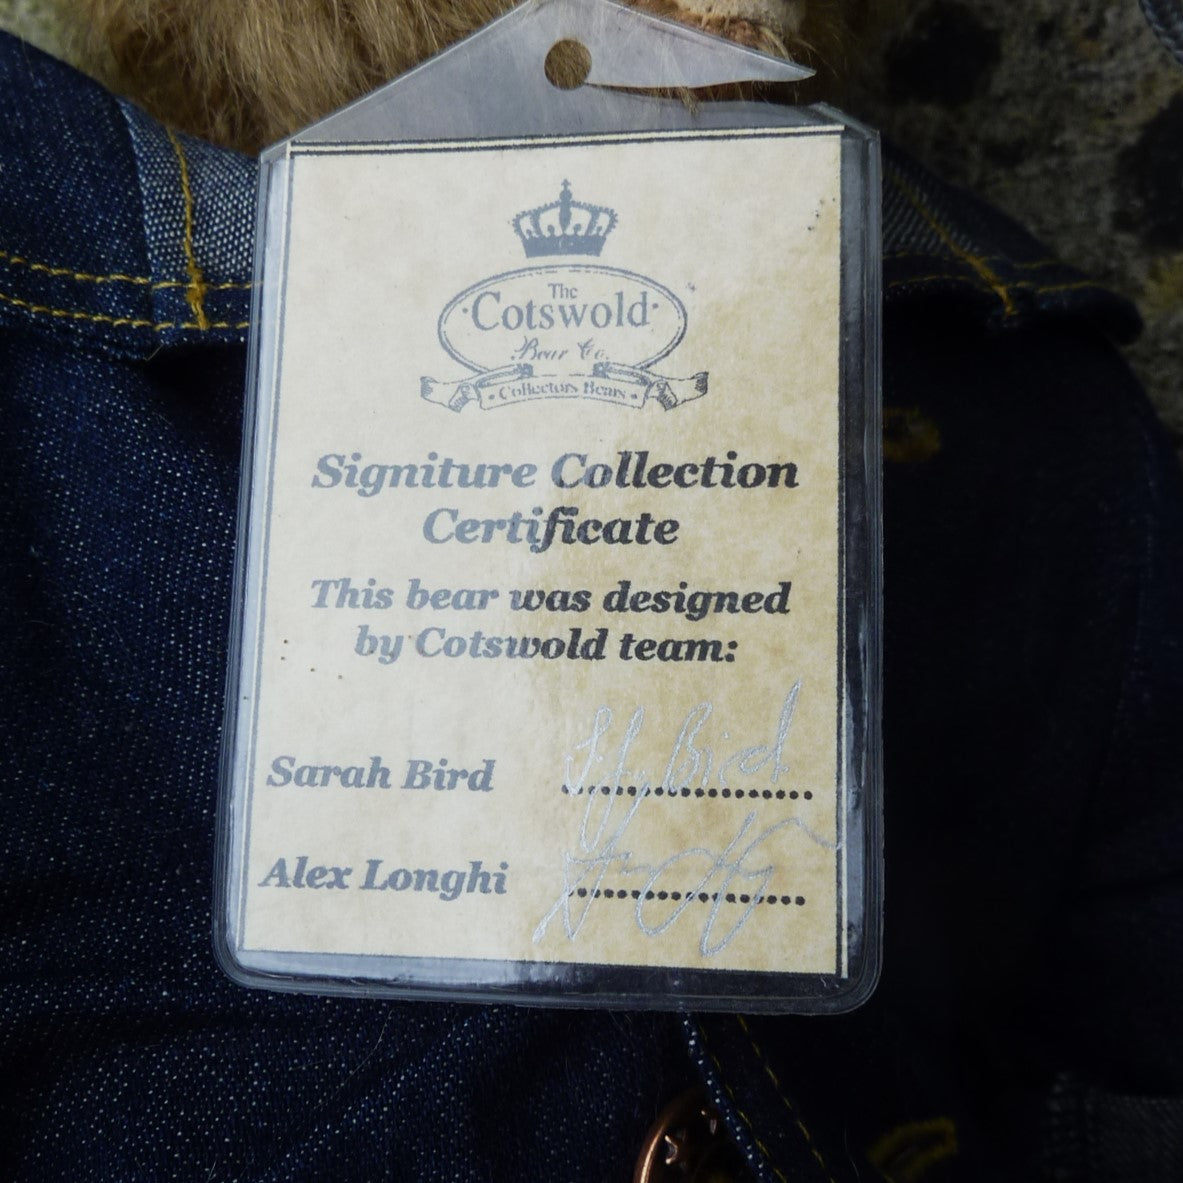 The
Cotswold
Bear Co.
Collectors Bears
Signiture Collection
Certificate
This bear was designed
by Cotswold team:
Sarah Bird
Alex Longhi